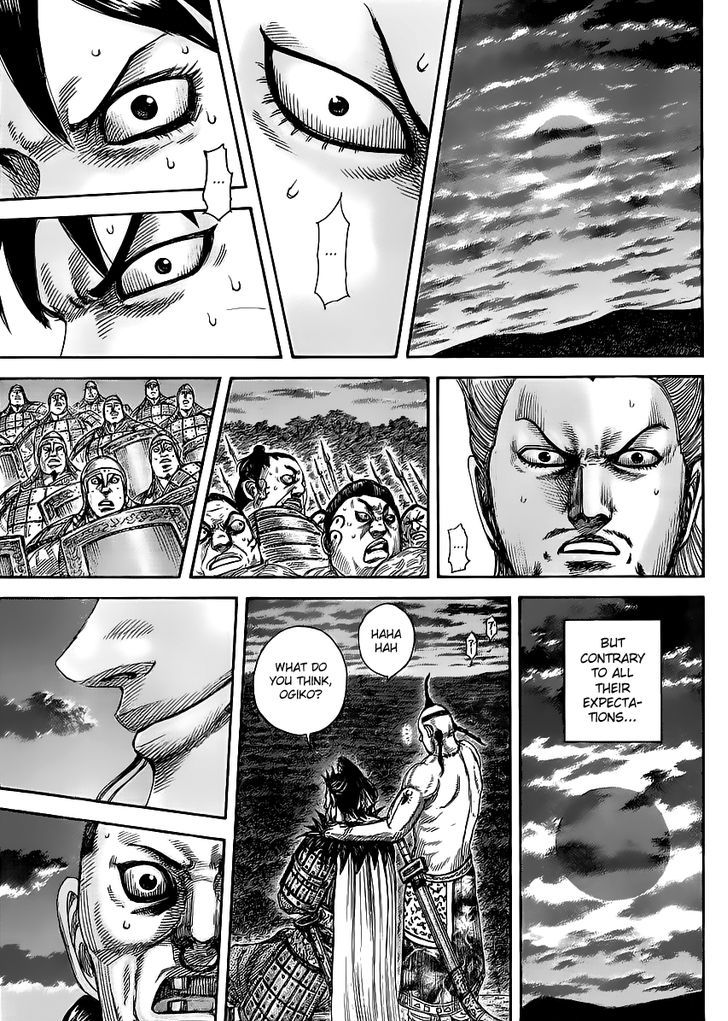 ...
...
...
BUT
CONTRARY
TO ALL
THEIR
EXPECTA-
TIONS...
?
?!
HAHA
HAH
WHAT DO
YOU THINK,
OGIKO?
...